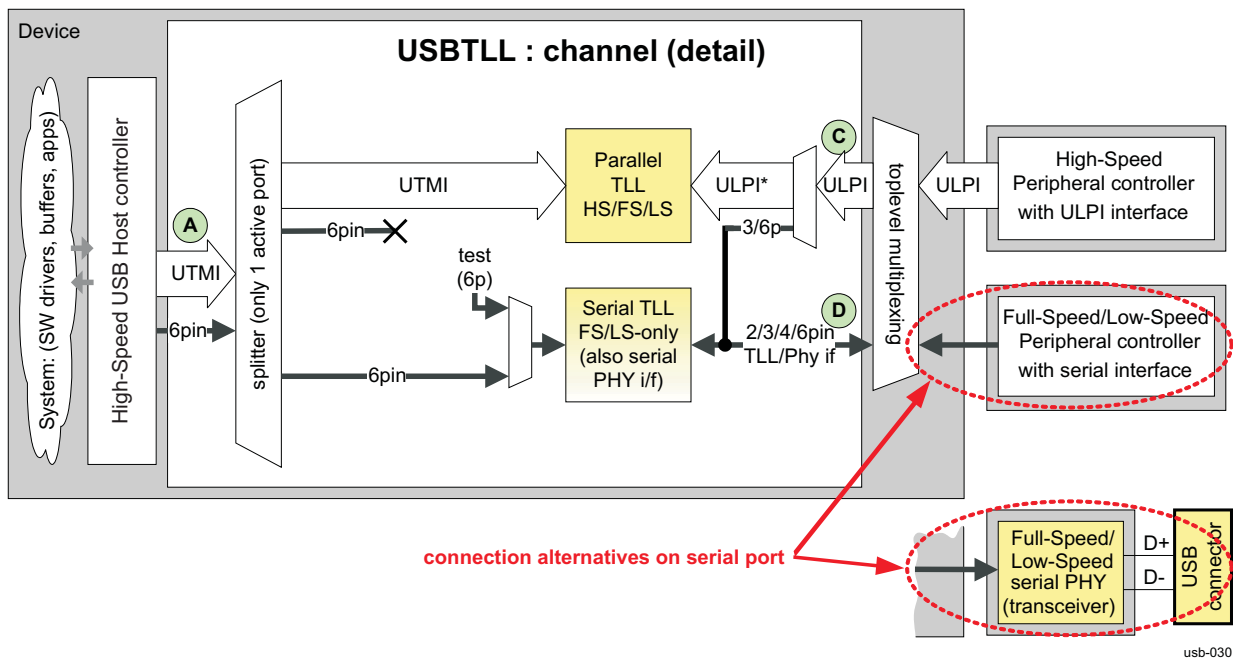 Device
USBTLL : channel (detail)
System: (SW drivers, buffers, apps)
High-Speed USB Host controller
A
UTMI
6pin
splitter (only 1 active port)
UTMI
6pin
test
(6p)
6pin
Parallel
TLL
HS/FS/LS
Serial TLL
FS/LS-only
(also serial
PHY i/f)
ULPI*
3/6p
C
ULPI
D
2/3/4/6pin
TLL/Phy if
toplevel multiplexing
ULPI
High-Speed
Peripheral controller
with ULPI interface
Full-Speed/Low-Speed
Peripheral controller
with serial interface
connection alternatives on serial port
Full-Speed/
Low-Speed
serial PHY
(transceiver)
D+
D-
USB
connector
usb-030